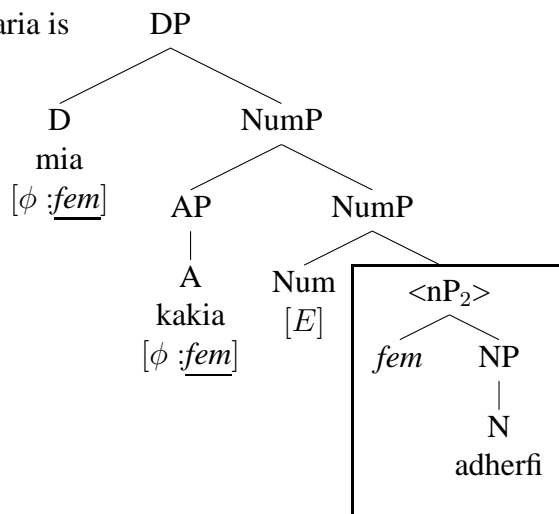 aria is DP
D NumP
mia
[ϕ :fem] AP NumP
A Num <nP₂>
kakia [E]
[ϕ :fem] fem NP
N
adherfi